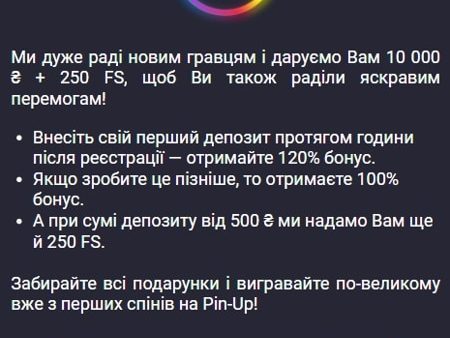 Ми дуже раді новим гравцям і даруємо Вам 10 000
₴ + 250 FS, щоб Ви також раділи яскравим
перемогам!
• Внесіть свій перший депозит протягом години
після реєстрації — отримайте 120% бонус.
• Якщо зробите це пізніше, то отримаєте 100%
бонус.
• А при сумі депозиту від 500 ₴ ми надамо Вам ще
й 250 FS.
Забирайте всі подарунки і вигравайте по-великому
вже з перших спінів на Pin-Up!